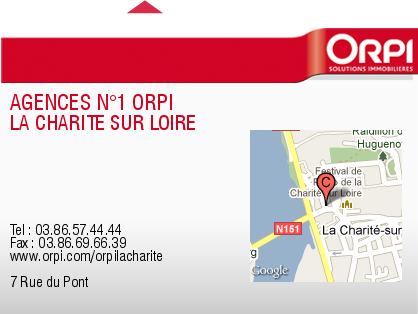 ORPI
SOLUTIONS IMMOBILIÈRES
AGENCES N°1 ORPI
LA CHARITE SUR LOIRE
Raidillon d
Hugueno
Festival de
de la
Charité sur Loire
C
N151
La Charité-sur
g
Google
Tel : 03.86.57.44.44
Fax : 03.86.69.66.39
www.orpi.com/orpilacharite
7 Rue du Pont